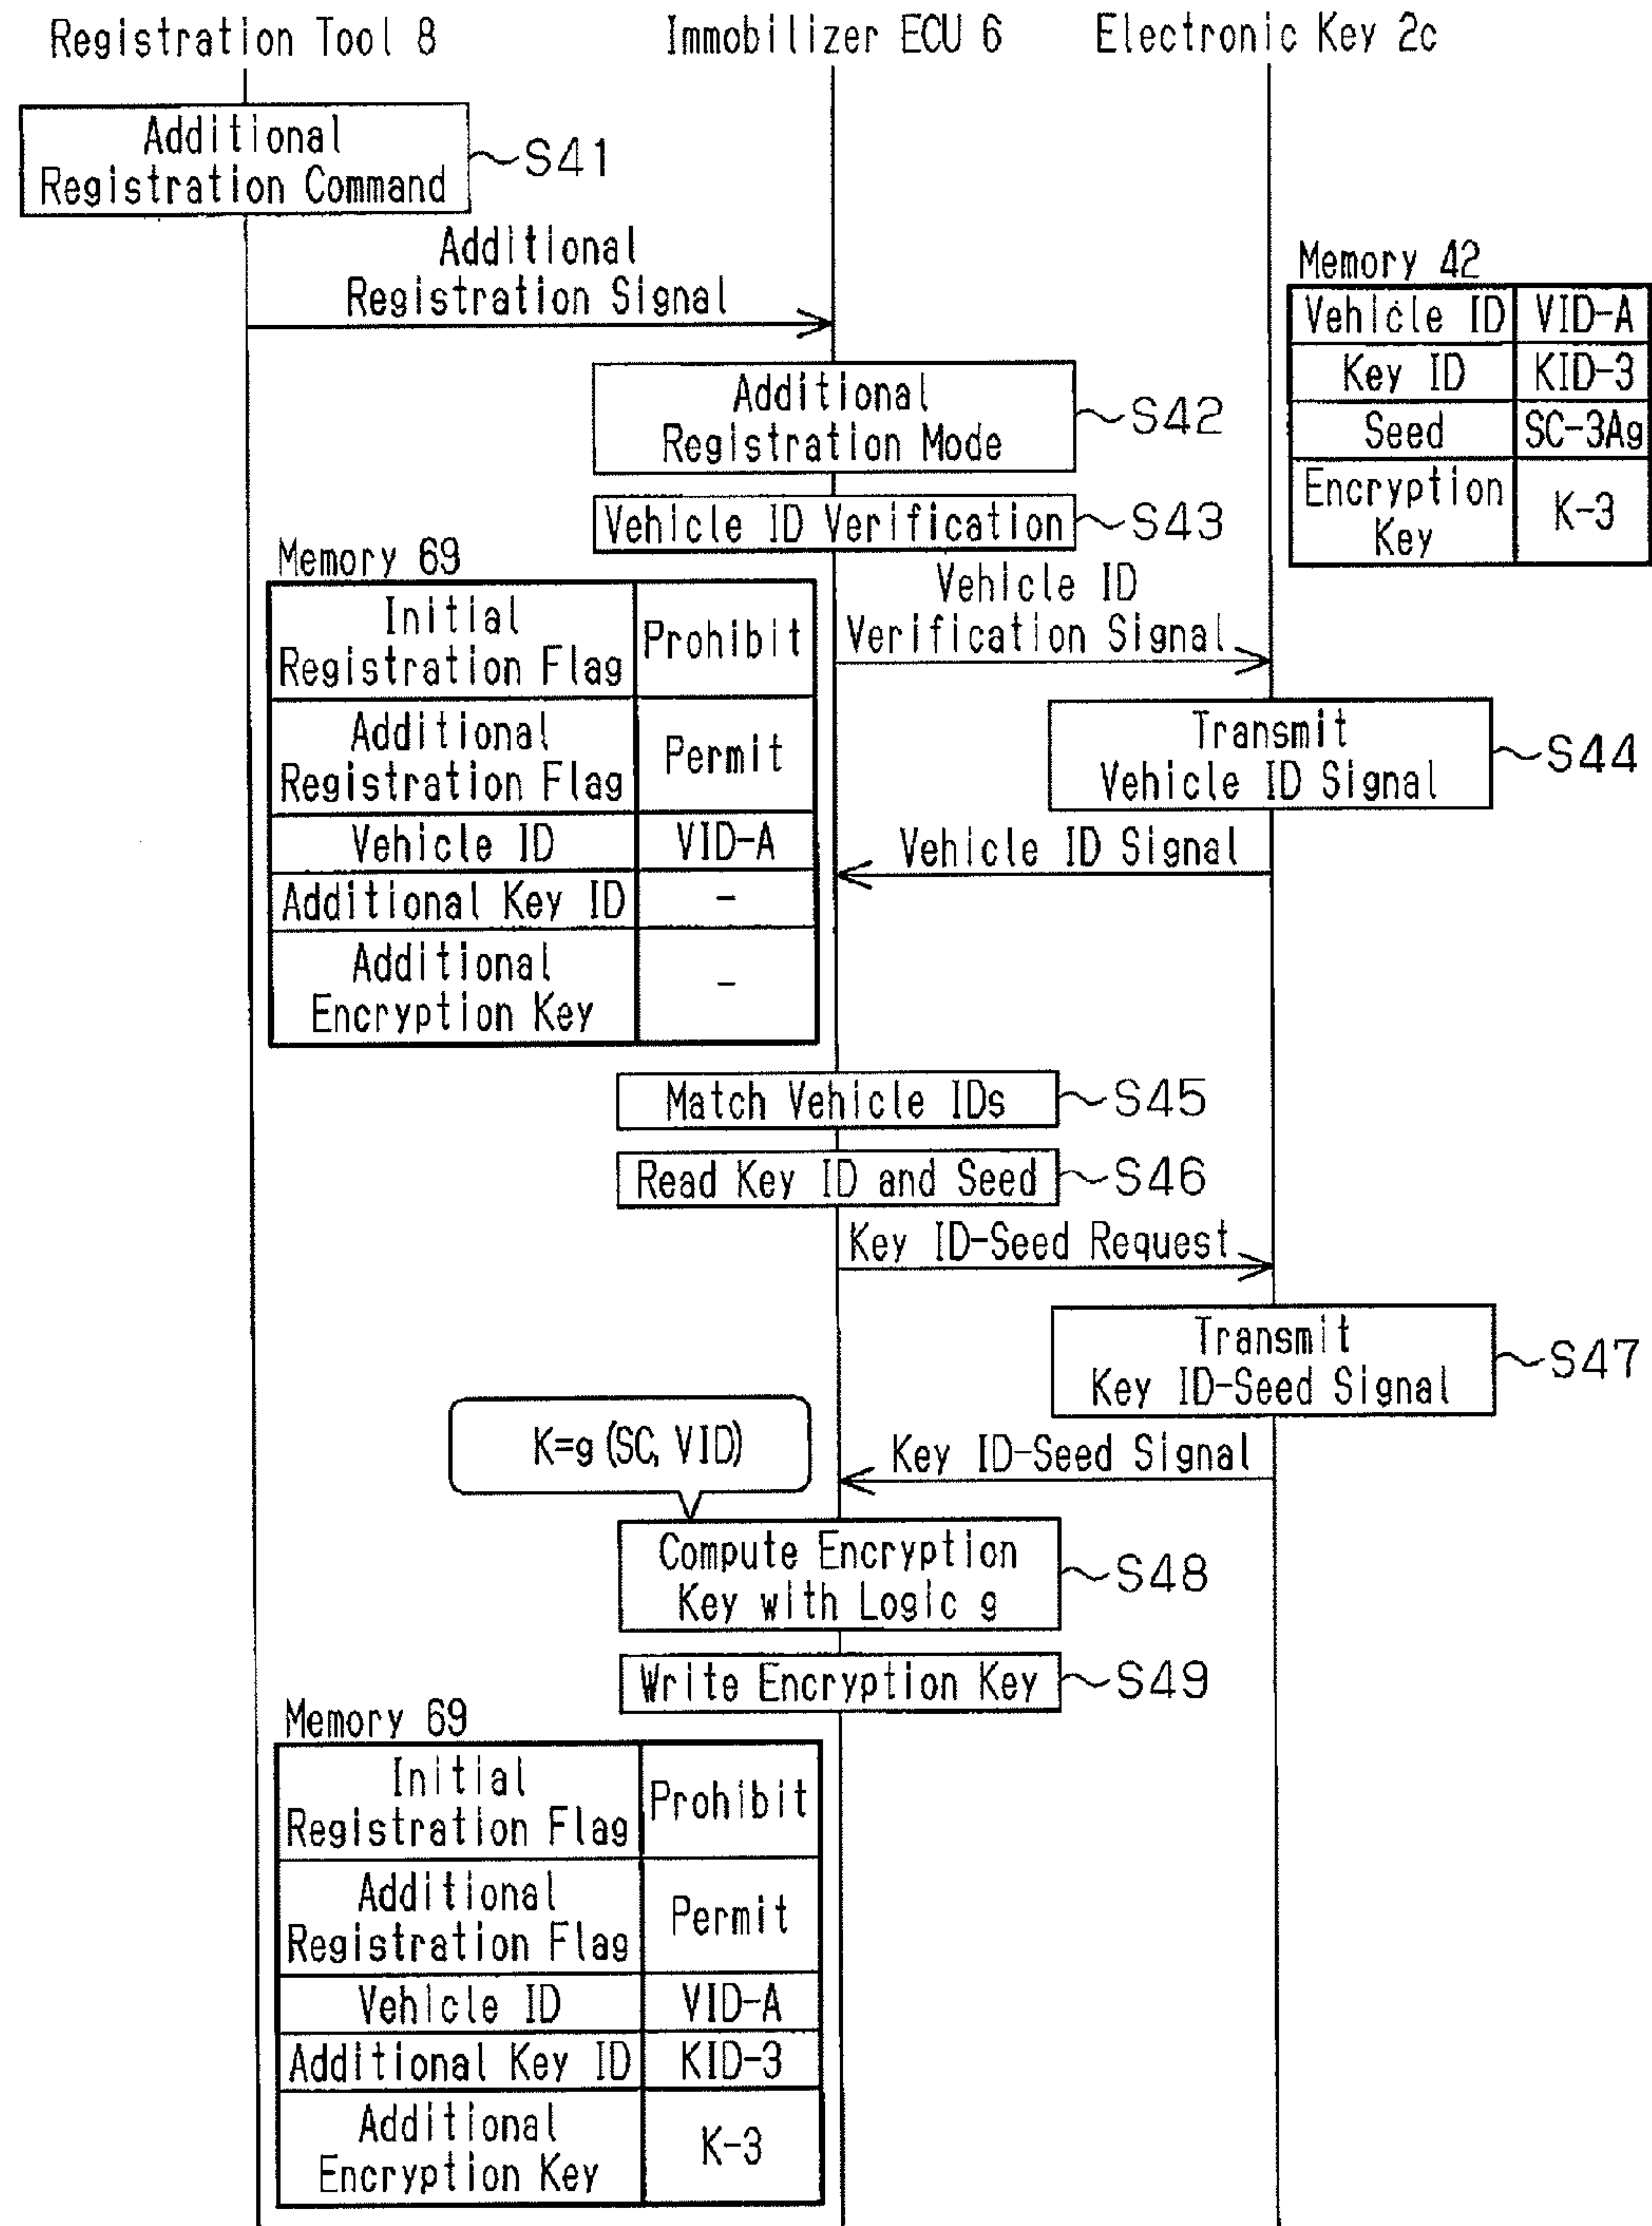 Registration Tool 8
Immobilizer ECU 6
Electronic Key 2c
Additional
Registration Command
S41
Additional
Registration Signal
Memory 42
Vehicle ID VID-A
Key ID KID-3
Seed SC-3Ag
Encryption
Key
K-3
Additional
Registration Mode
S42
Vehicle ID Verification
S43
Memory 69
Initial
Registration Flag
Prohibit
Additional
Registration Flag
Permit
Vehicle ID VID-A
Additional Key ID -
Additional
Encryption Key
-
Vehicle ID
Verification Signal
Transmit
Vehicle ID Signal
S44
Vehicle ID Signal
Match Vehicle IDs
S45
Read Key ID and Seed
S46
Key ID-Seed Request
Transmit
Key ID-Seed Signal
S47
K=g (SC, VID)
Key ID-Seed Signal
Compute Encryption
Key with Logic g
S48
Write Encryption Key
S49
Memory 69
Initial
Registration Flag
Prohibit
Additional
Registration Flag
Permit
Vehicle ID VID-A
Additional Key ID KID-3
Additional
Encryption Key
K-3